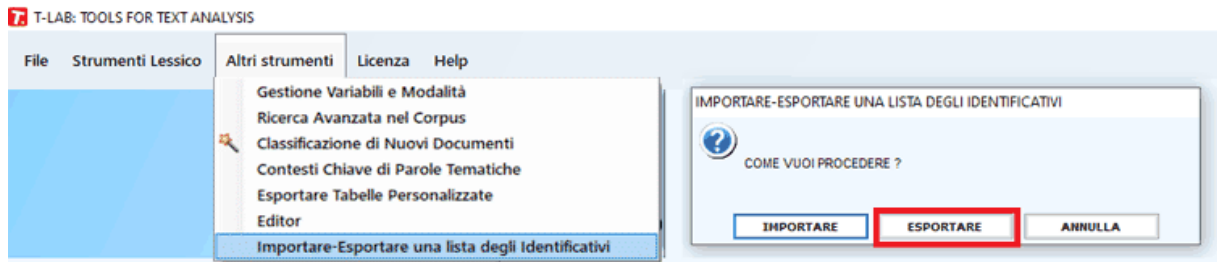 T-LAB: TOOLS FOR TEXT ANALYSIS
File Strumenti Lessico Altri strumenti Licenza Help
Gestione Variabili e Modalità
Ricerca Avanzata nel Corpus
Classificazione di Nuovi Documenti
Contesti Chiave di Parole Tematiche
Esportare Tabelle Personalizzate
Editor
Importare-Esportare una lista degli Identificativi
IMPORTARE-ESPORTARE UNA LISTA DEGLI IDENTIFICATIVI
COME VUOI PROCEDERE ?
IMPORTARE ESPORTARE ANNULLA